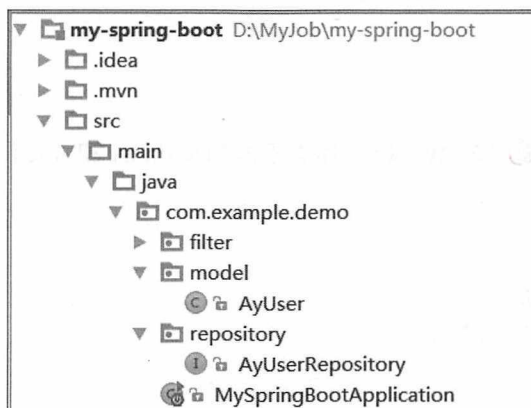 my-spring-boot D:\MyJob\my-spring-boot
.idea
.mvn
src
main
java
com.example.demo
filter
model
C AyUser
repository
I AyUserRepository
MySpringBootApplication